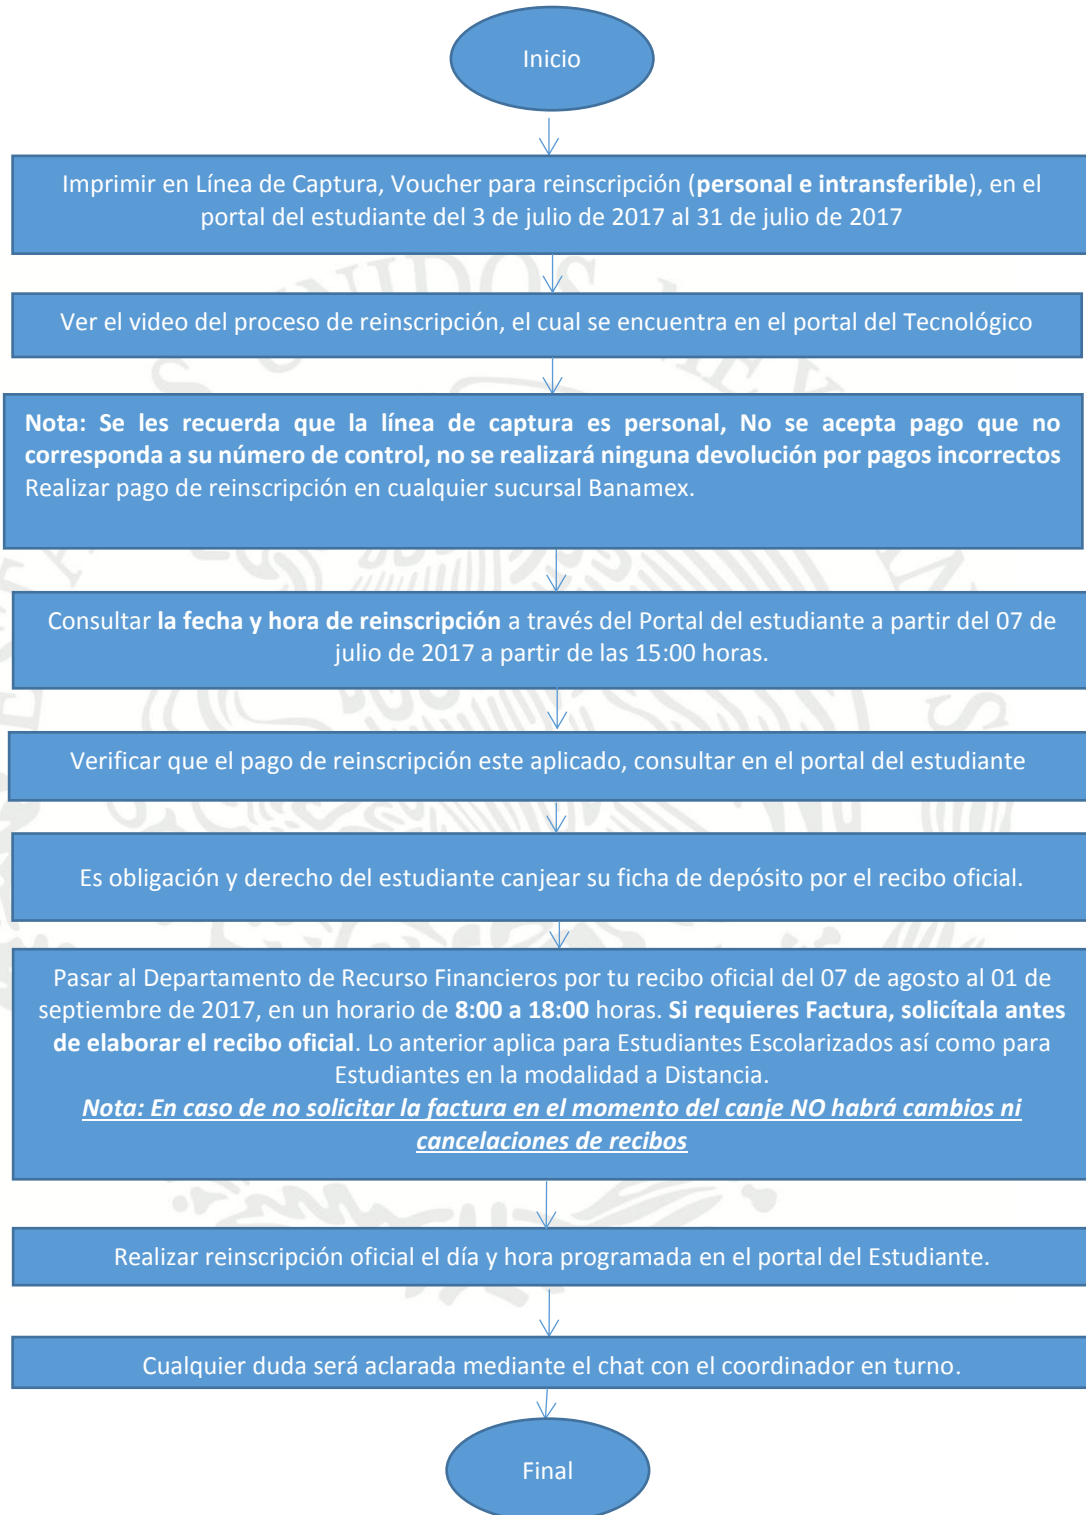 Inicio
Imprimir en Línea de Captura, Voucher para reinscripción (personal e intransferible), en el
portal del estudiante del 3 de julio de 2017 al 31 de julio de 2017
Ver el video del proceso de reinscripción, el cual se encuentra en el portal del Tecnológico
Nota: Se les recuerda que la línea de captura es personal, No se acepta pago que no
corresponda a su número de control, no se realizará ninguna devolución por pagos incorrectos
Realizar pago de reinscripción en cualquier sucursal Banamex.
Consultar la fecha y hora de reinscripción a través del Portal del estudiante a partir del 07 de
julio de 2017 a partir de las 15:00 horas.
Verificar que el pago de reinscripción este aplicado, consultar en el portal del estudiante
Es obligación y derecho del estudiante canjear su ficha de depósito por el recibo oficial.
Pasar al Departamento de Recurso Financieros por tu recibo oficial del 07 de agosto al 01 de
septiembre de 2017, en un horario de 8:00 a 18:00 horas. Si requieres Factura, solicítala antes
de elaborar el recibo oficial. Lo anterior aplica para Estudiantes Escolarizados así como para
Estudiantes en la modalidad a Distancia.
Nota: En caso de no solicitar la factura en el momento del canje NO habrá cambios ni
cancelaciones de recibos
Realizar reinscripción oficial el día y hora programada en el portal del Estudiante.
Cualquier duda será aclarada mediante el chat con el coordinador en turno.
Final